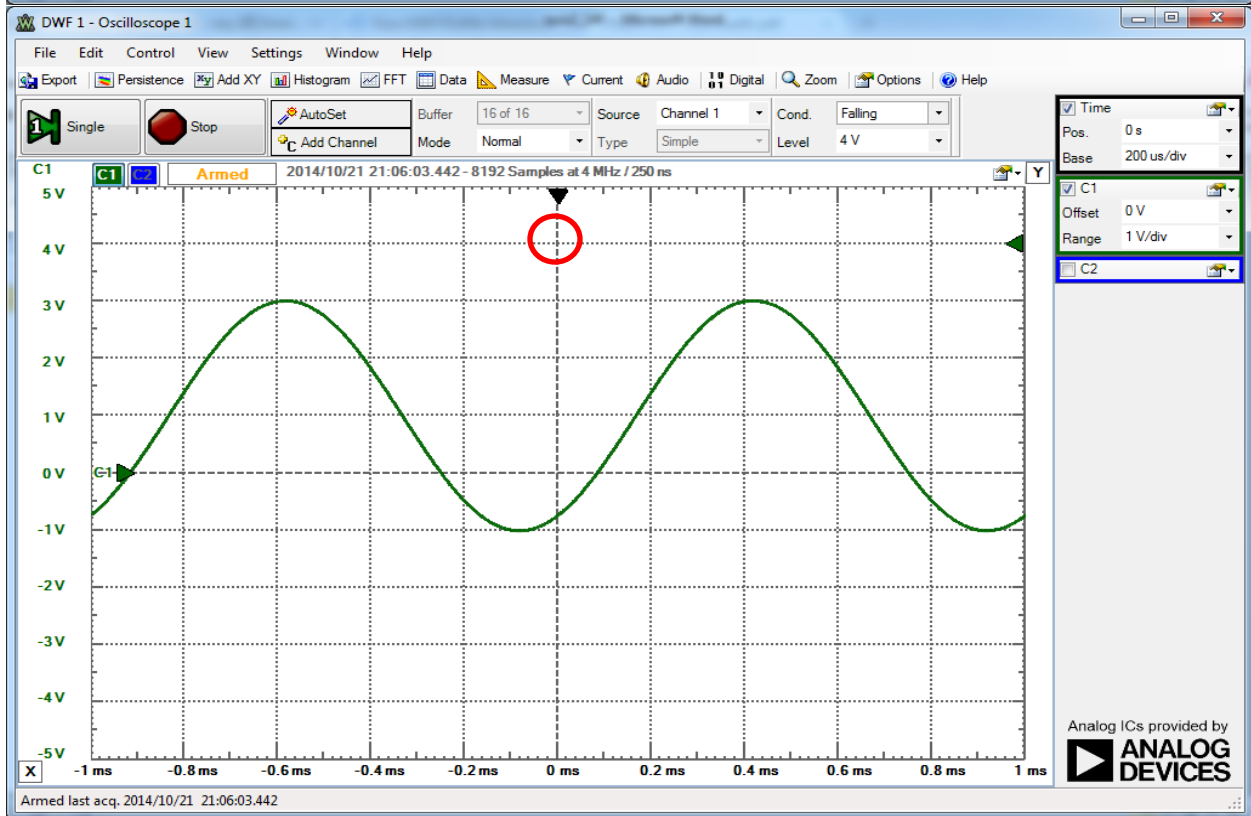 DWF 1 - Oscilloscope 1
File Edit Control View Settings Window Help
Export Persistence Xy Add XY Histogram FFT Data Measure Current Audio Digital Zoom Options Help
1 Single Stop AutoSet Buffer 16 of 16 Source Channel 1 Cond. Falling
C Add Channel Mode Normal Type Simple Level 4 V
Time
Pos. 0 s
Base 200 us/div
C1
Offset 0 V
Range 1 V/div
C2
C1 C1 C2 Armed 2014/10/21 21:06:03.442 - 8192 Samples at 4 MHz / 250 ns Y
5 V
4 V
3 V
2 V
1 V
0 V C1
-1 V
-2 V
-3 V
-4 V
-5 V
X -1 ms -0.8 ms -0.6 ms -0.4 ms -0.2 ms 0 ms 0.2 ms 0.4 ms 0.6 ms 0.8 ms 1 ms
Analog ICs provided by
ANALOG
DEVICES
Armed last acq. 2014/10/21 21:06:03.442